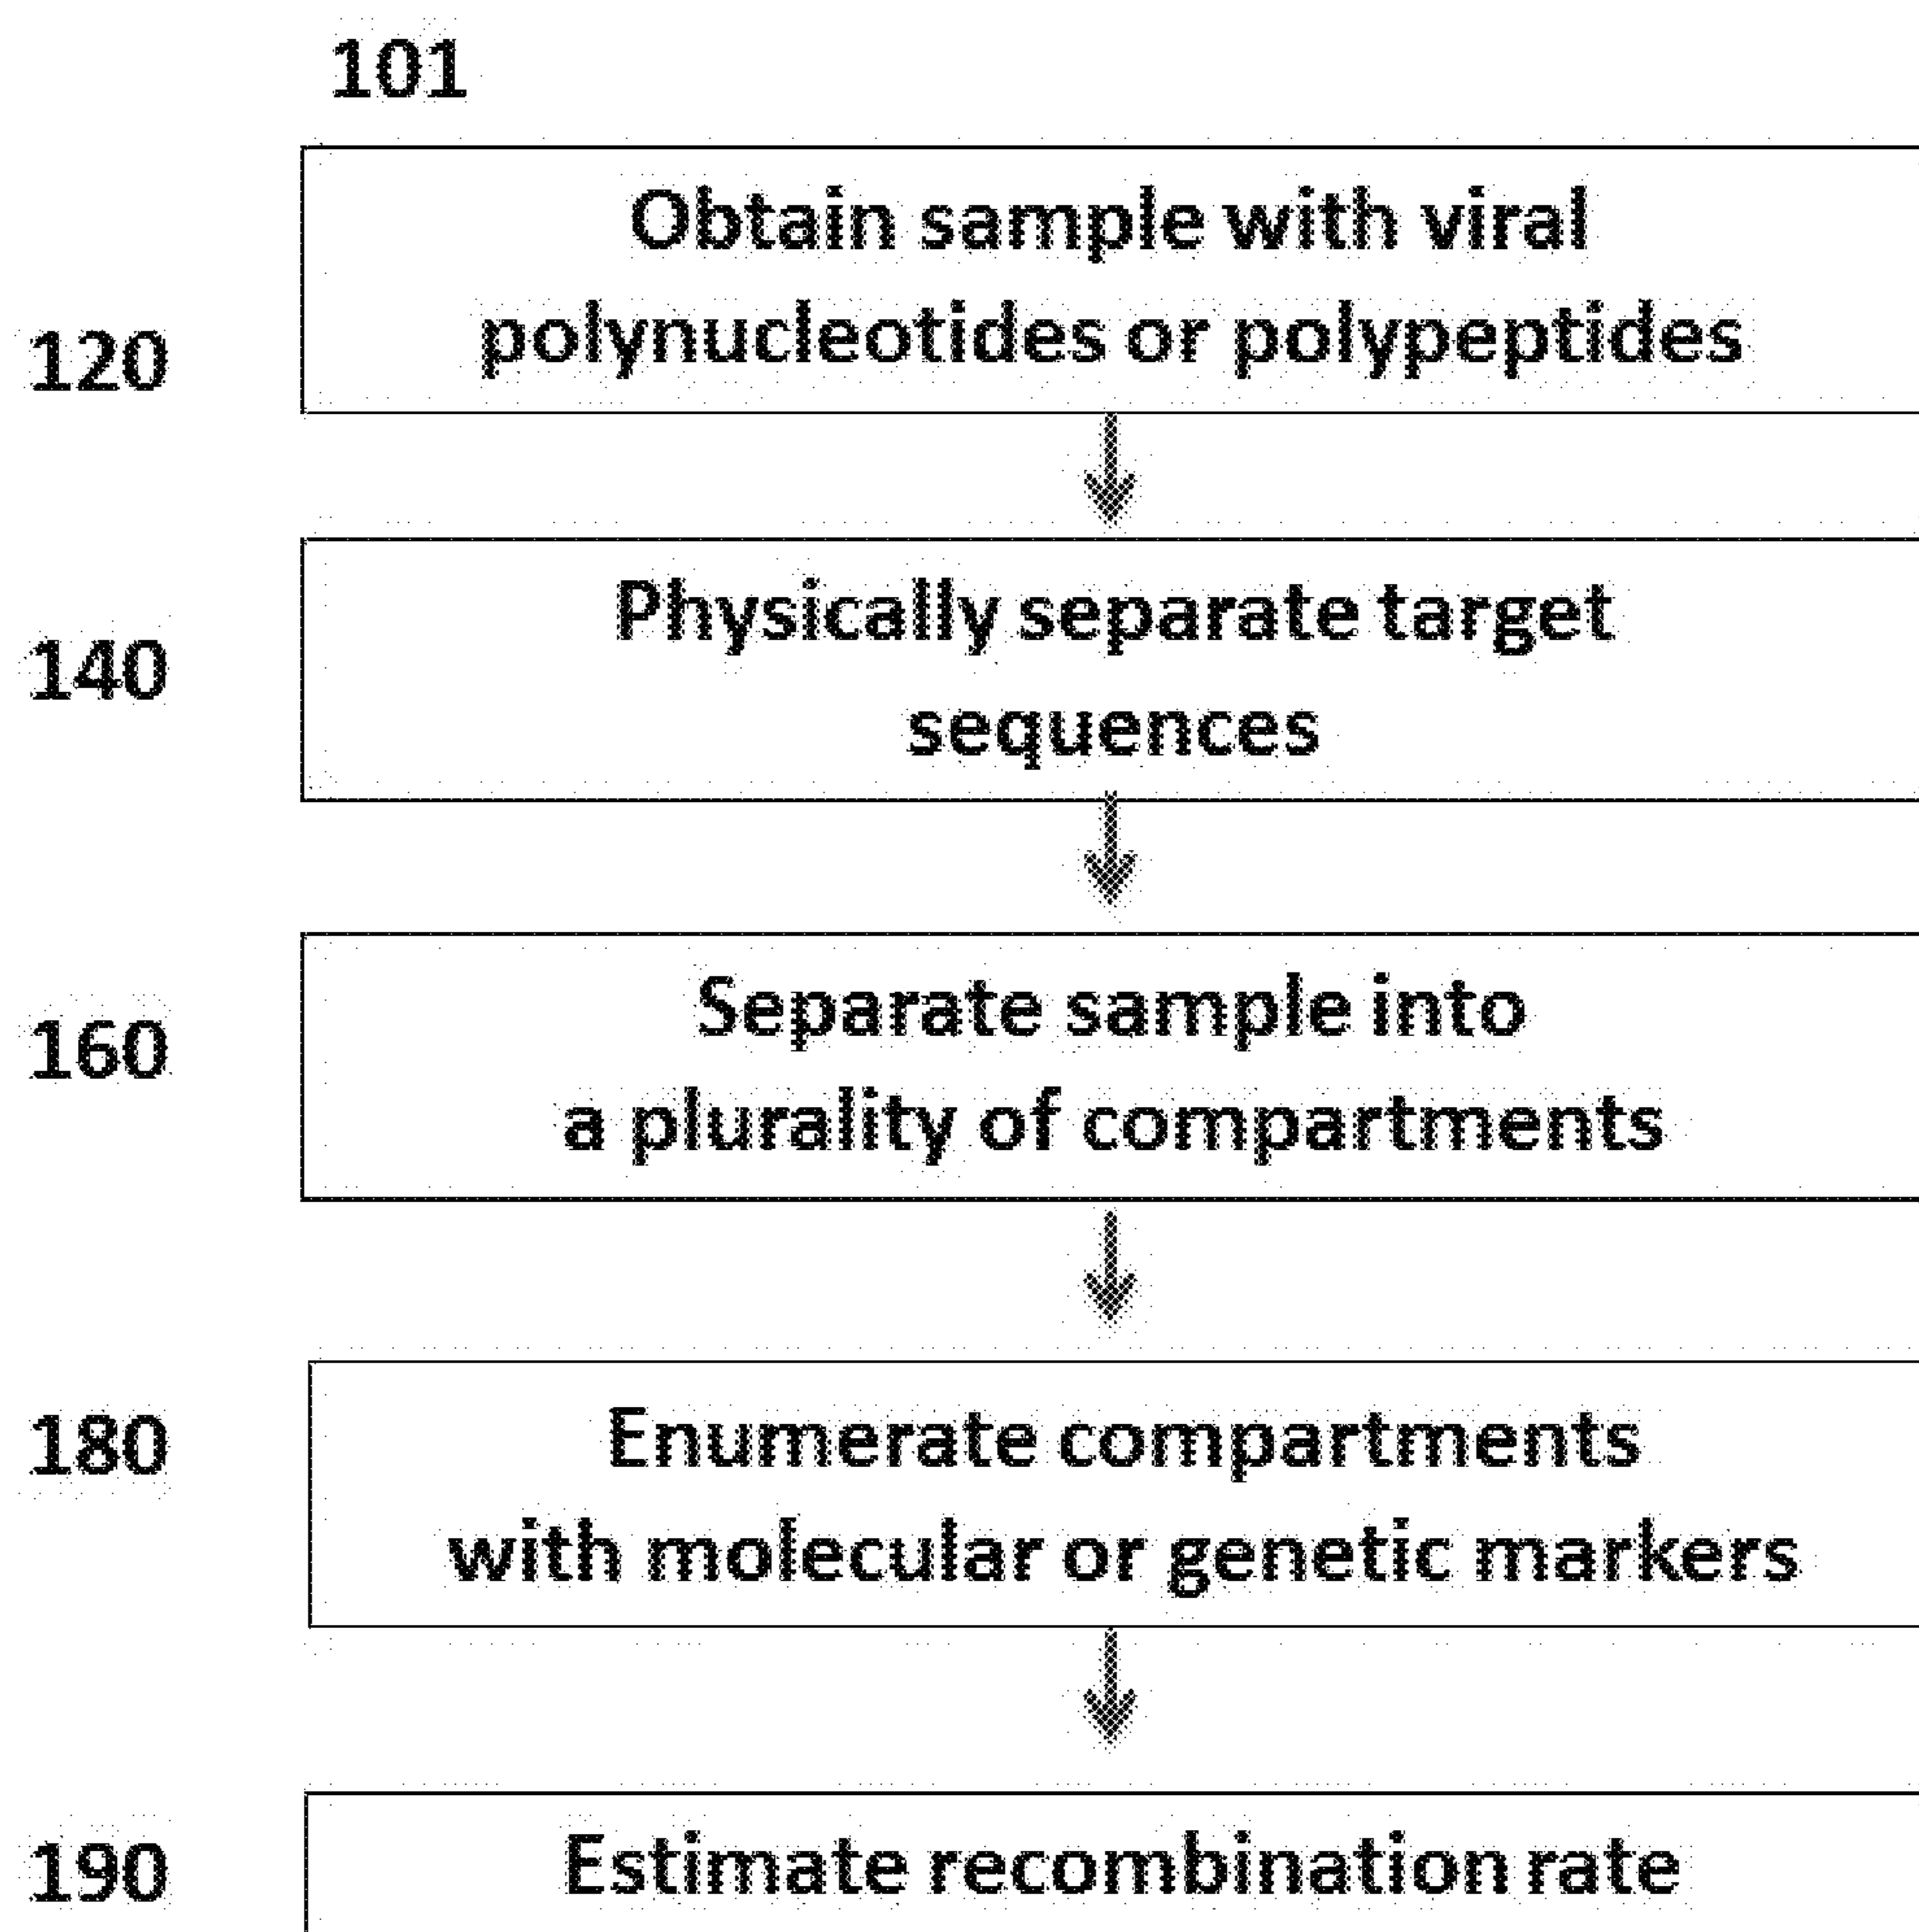 101
Obtain sample with viral
120
polynucleotides or polypeptides
140
Physically separate target
sequences
160
Separate sample into
a plurality of compartments
180
Enumerate compartments
with molecular or genetic markers
190
Estimate recombination rate